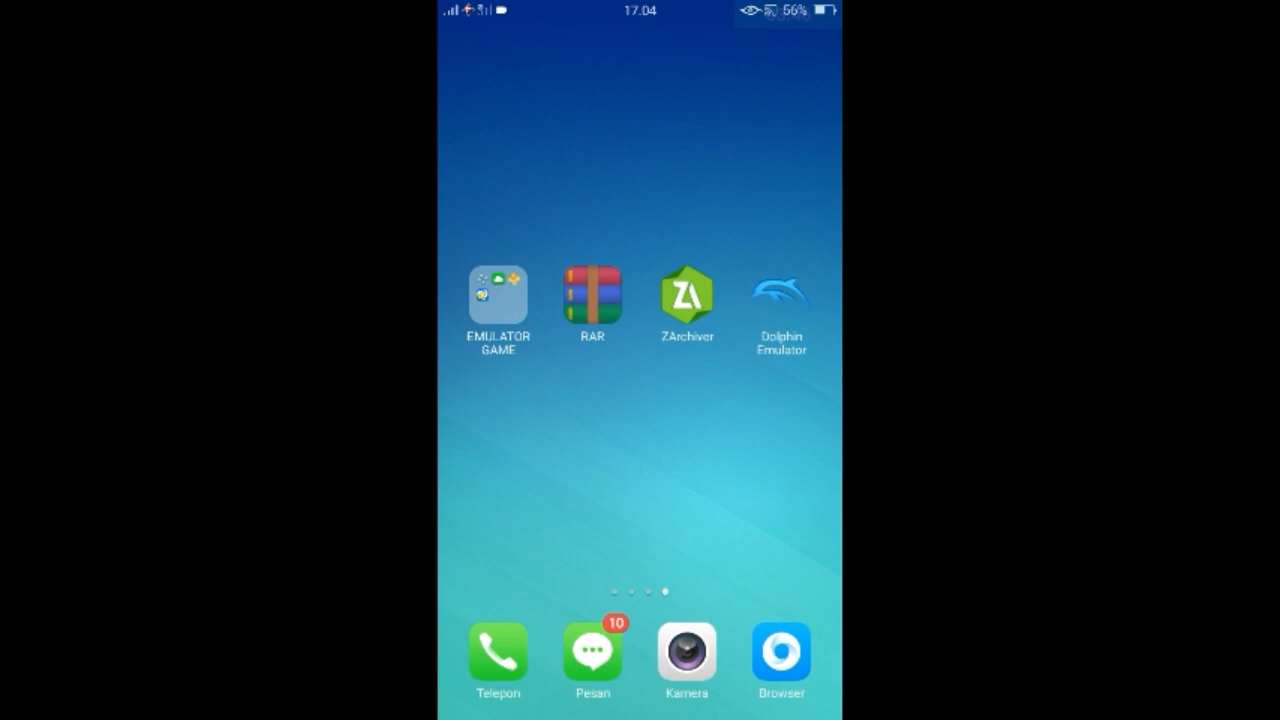 17.04
56%
EMULATOR GAME
RAR
ZArchiver
Dolphin Emulator
10
Telepon
Pesan
Kamera
Browser